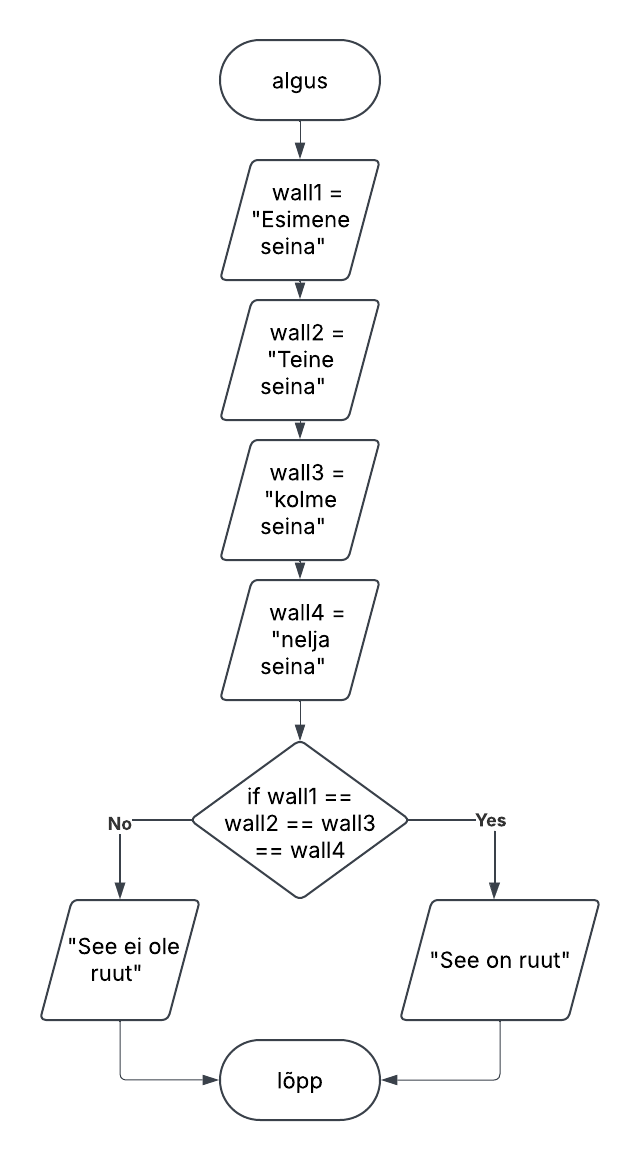 algus
wall1 =
"Esimene
seina"
wall2 =
"Teine
seina"
wall3 =
"kolme
seina"
wall4 =
"nelja
seina"
if wall1 ==
wall2 == wall3
== wall4
No
Yes
"See ei ole
ruut"
"See on ruut"
lõpp